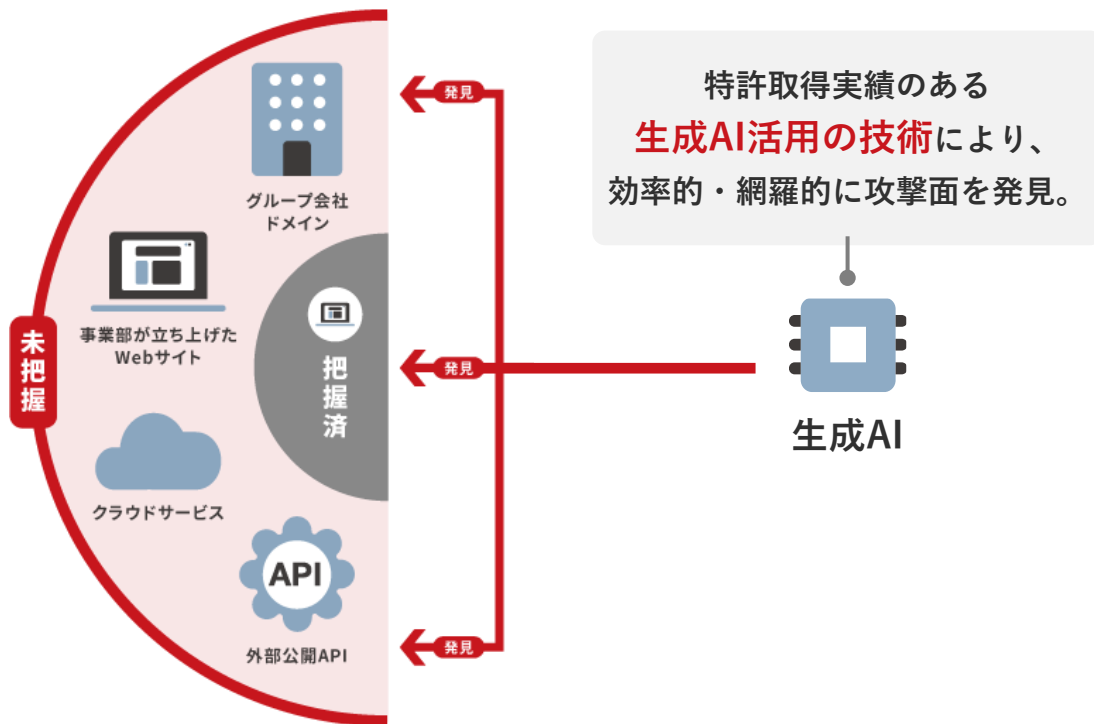 特許取得実績のある
生成AI活用の技術により、
効率的・網羅的に攻撃面を発見。
生成AI
発見
発見
発見
未把握
グループ会社
ドメイン
事業部が立ち上げた
Webサイト
クラウドサービス
API
外部公開API
把握済